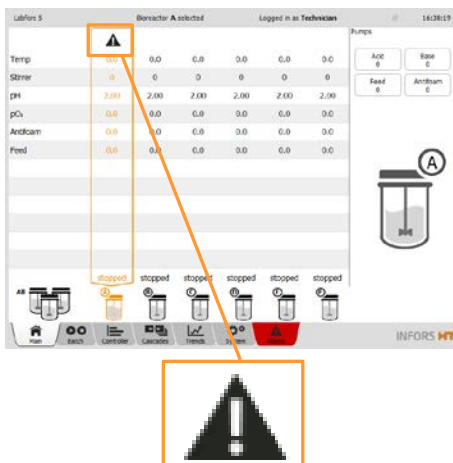 Labfors 5 Bioreactor A selected Logged in as Technician 16:38:19
Pumps
Acid 0 Base 0
Feed 0 Antifoam 0
Temp 0.0 0.0 0.0 0.0 0.0 0.0
Stirrer 0 0 0 0 0 0
pH 2.00 2.00 2.00 2.00 2.00 2.00
pO₂ 0.0 0.0 0.0 0.0 0.0 0.0
Antifoam 0.0 0.0 0.0 0.0 0.0 0.0
Feed 0.0 0.0 0.0 0.0 0.0 0.0
A
stopped stopped stopped stopped stopped stopped
All A B C D E F
Main Batch Controller Cascades Trends System
INFORS HT